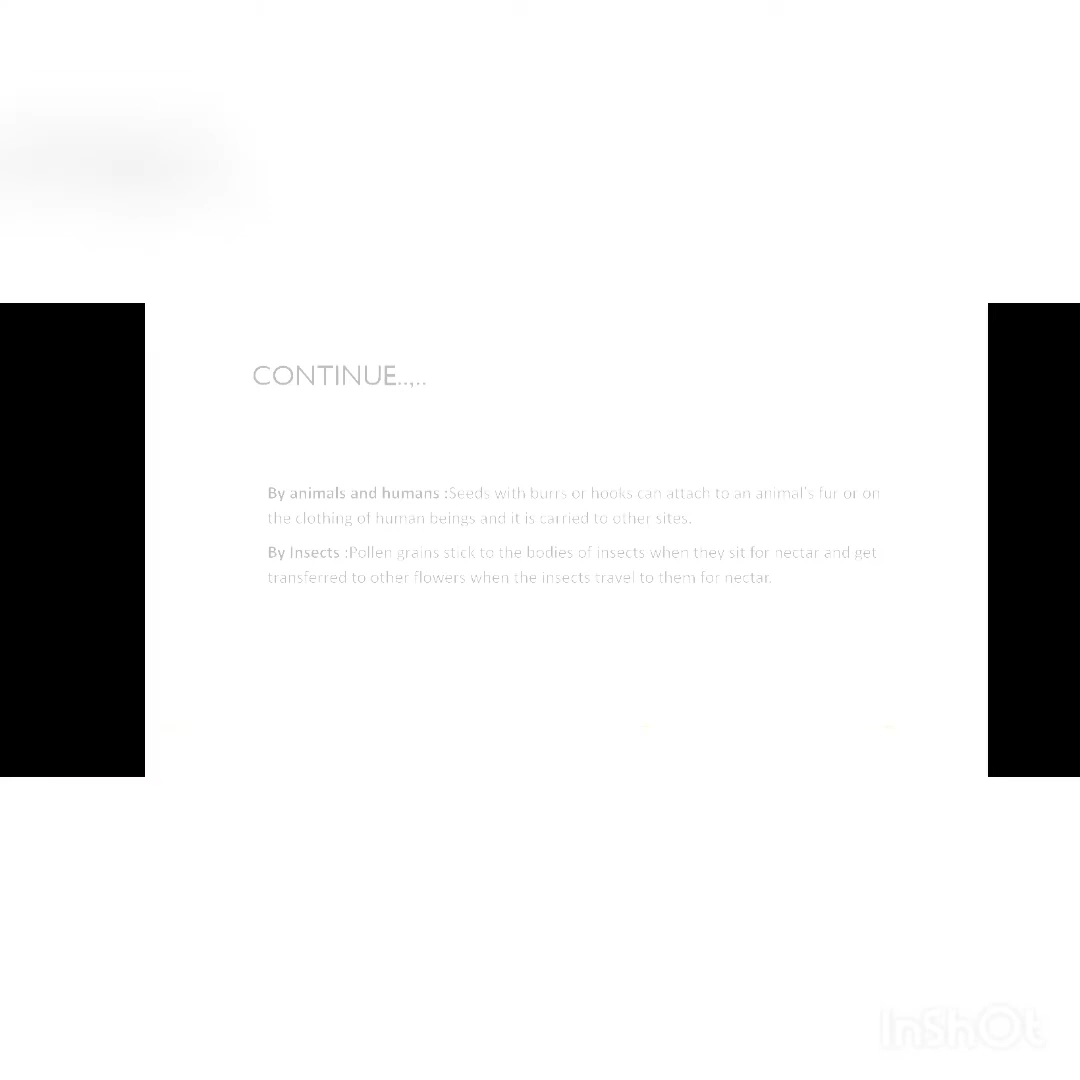 CONTINUE..,..
By animals and humans :Seeds with burrs or hooks can attach to an animal's fur or on
the clothing of human beings and it is carried to other sites.
By Insects :Pollen grains stick to the bodies of insects when they sit for nectar and get
transferred to other flowers when the insects travel to them for nectar.
InShOt